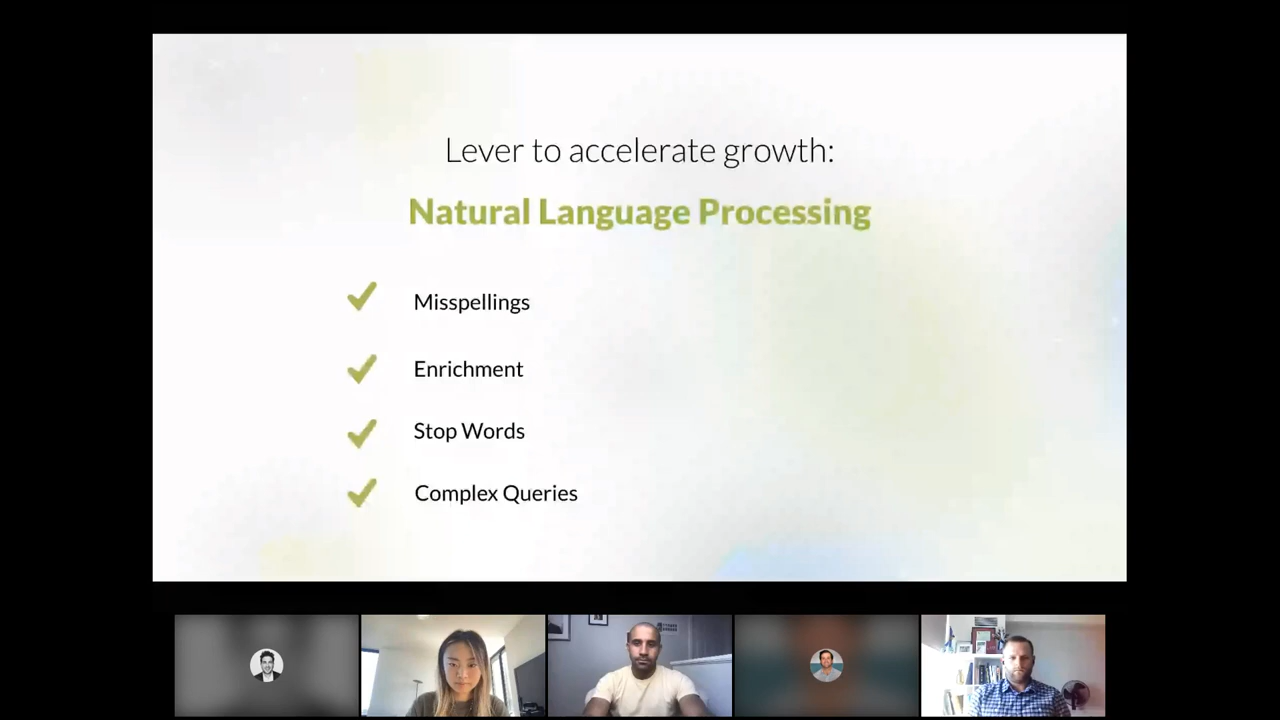 Lever to accelerate growth:
Natural Language Processing
Misspellings
Enrichment
Stop Words
Complex Queries